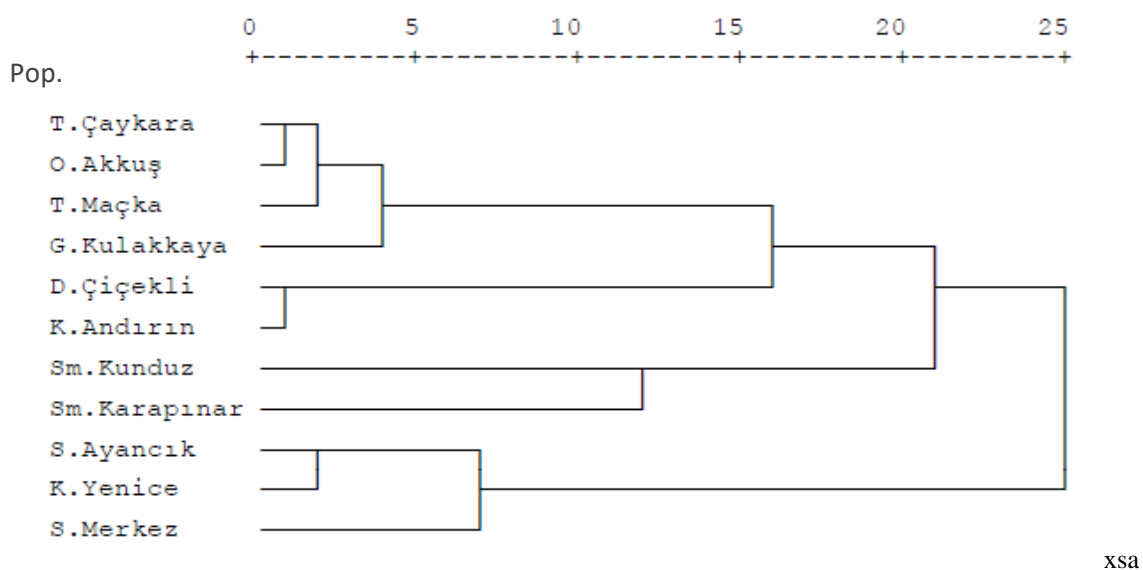 0 5 10 15 20 25
+---------+---------+---------+---------+---------+
Pop.
T.Çaykara
O.Akkuş
T.Maçka
G.Kulakkaya
D.Çiçekli
K.Andırın
Sm.Kunduz
Sm.Karapınar
S.Ayancık
K.Yenice
S.Merkez
xsa